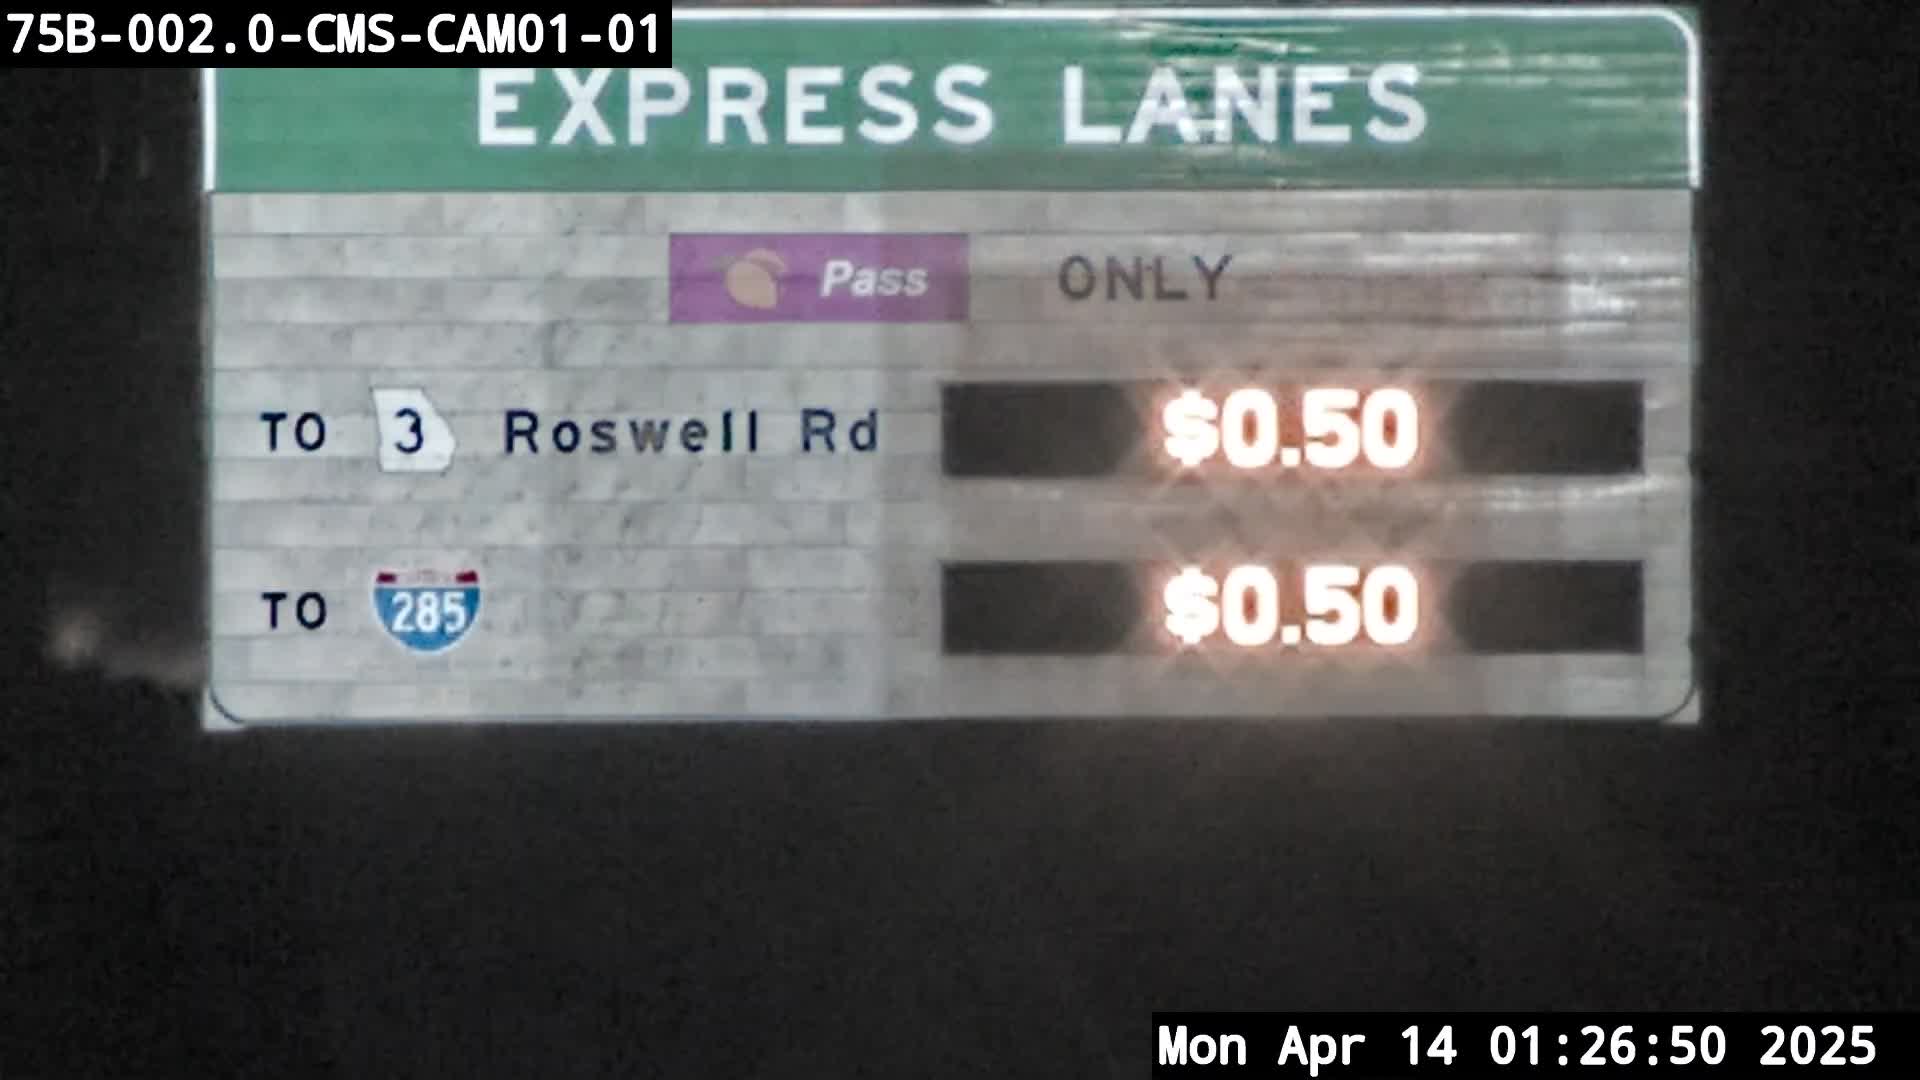 75B-002.0-CMS-CAM01-01
EXPRESS LANES
Pass ONLY
TO 3 Roswell Rd $0.50
TO 285 $0.50
Mon Apr 14 01:26:50 2025